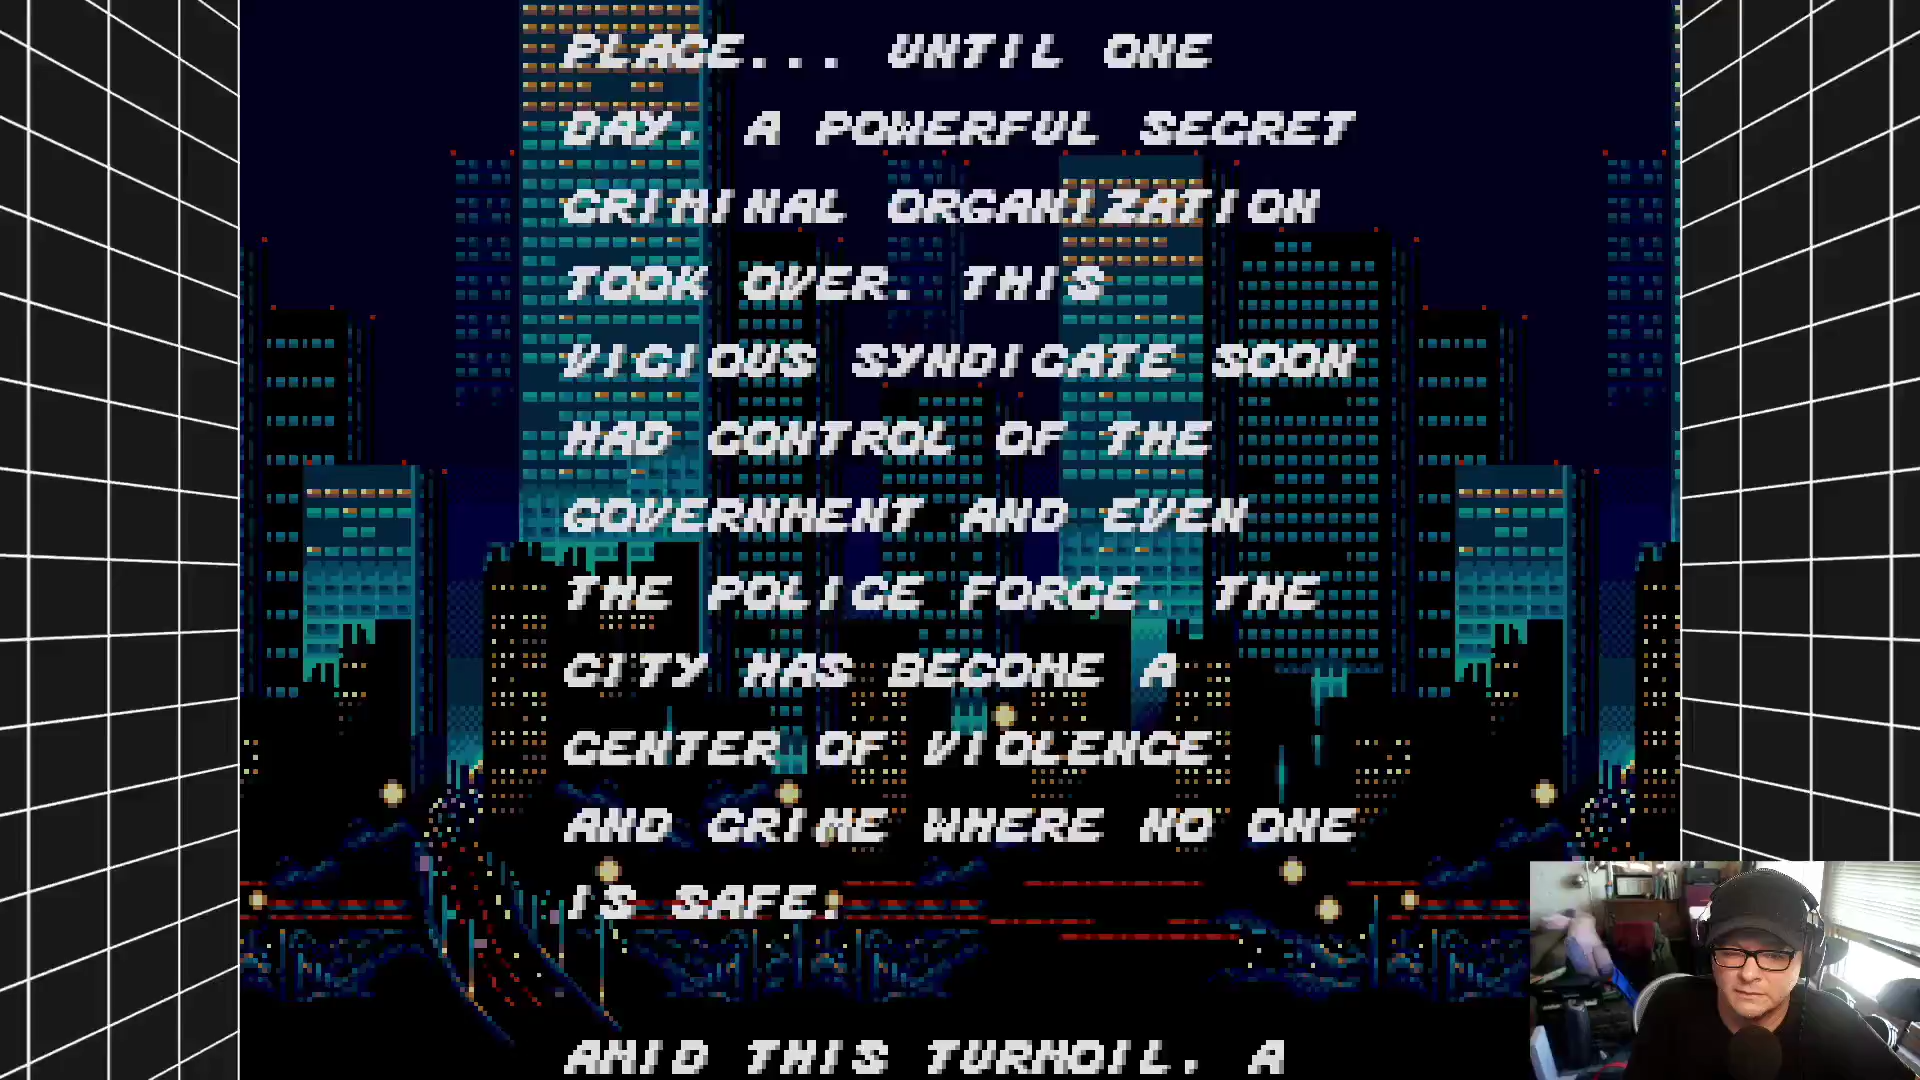 PLACE... UNTIL ONE
DAY, A POWERFUL SECRET
CRIMINAL ORGANIZATION
TOOK OVER. THIS
VICIOUS SYNDICATE SOON
HAD CONTROL OF THE
GOVERNMENT AND EVEN
THE POLICE FORCE. THE
CITY HAS BECOME A
CENTER OF VIOLENCE
AND CRIME WHERE NO ONE
IS SAFE.
AMID THIS TURMOIL, A